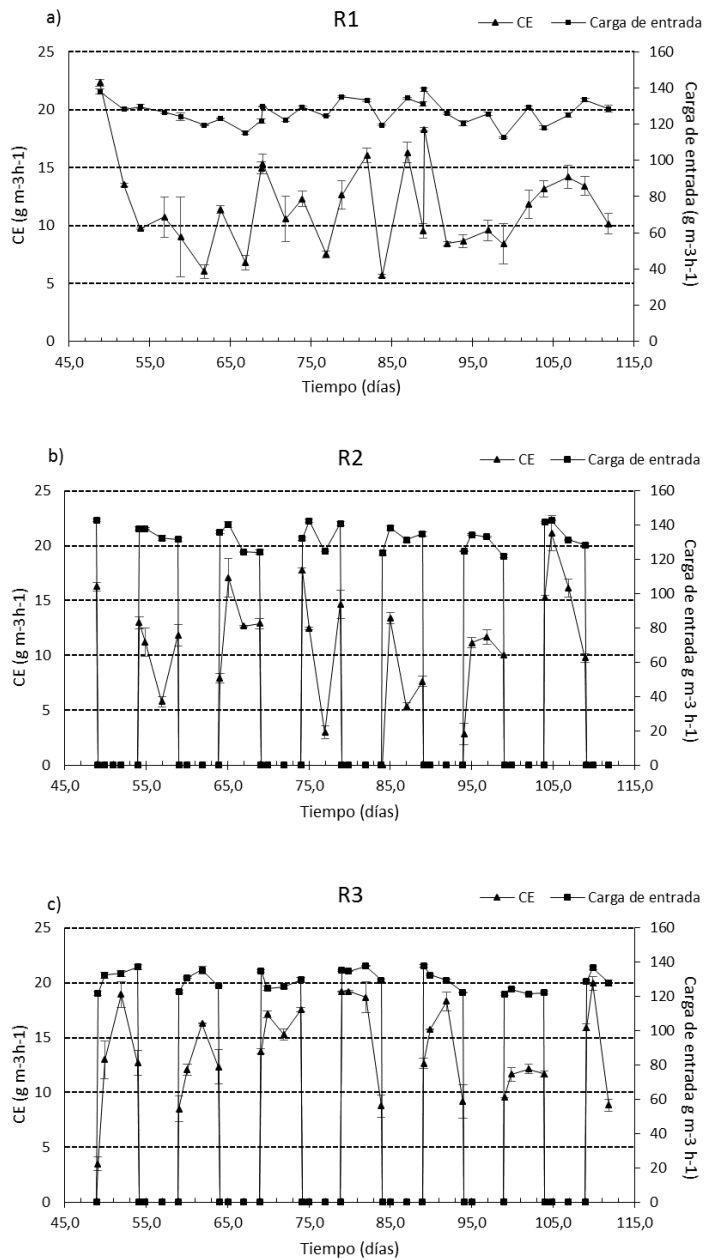 a)
R1
CE
Carga de entrada
25
20
15
10
5
0
160
140
120
100
80
60
40
20
0
CE (g m-3h-1)
Carga de entrada (g m-3h-1)
45,0 55,0 65,0 75,0 85,0 95,0 105,0 115,0
Tiempo (días)
b)
R2
CE
Carga de entrada
25
20
15
10
5
0
160
140
120
100
80
60
40
20
0
CE (g m-3h-1)
Carga de entrada g m-3 h-1)
45,0 55,0 65,0 75,0 85,0 95,0 105,0 115,0
Tiempo (días)
c)
R3
CE
Carga de entrada
25
20
15
10
5
0
160
140
120
100
80
60
40
20
0
CE (g m-3h-1)
Carga de entrada g m-3 h-1)
45,0 55,0 65,0 75,0 85,0 95,0 105,0 115,0
Tiempo (días)